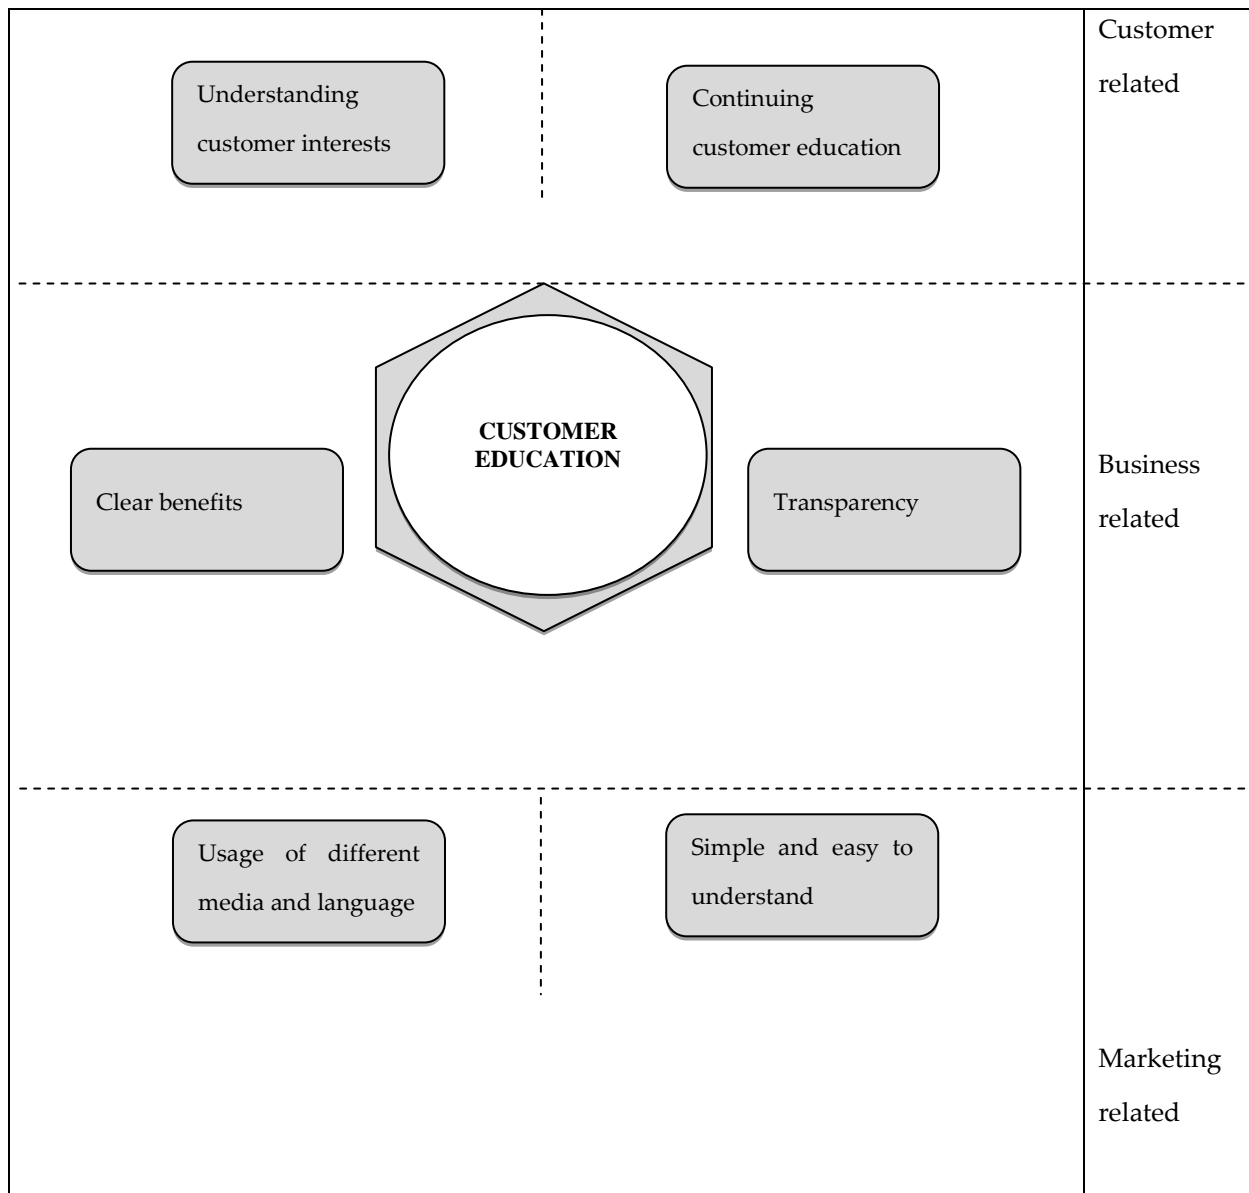 Customer
related
Understanding
customer interests
Continuing
customer education
CUSTOMER
EDUCATION
Clear benefits
Transparency
Business
related
Usage of different
media and language
Simple and easy to
understand
Marketing
related